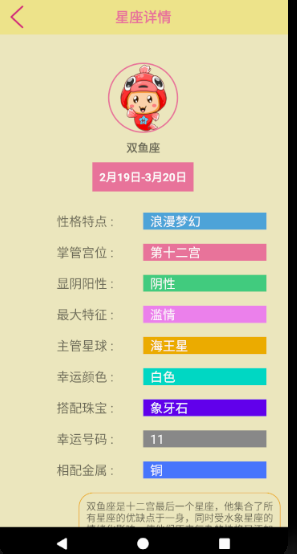 星座详情
双鱼座
2月19日-3月20日
性格特点： 浪漫梦幻
掌管宫位： 第十二宫
显阴阳性： 阴性
最大特征： 滥情
主管星球： 海王星
幸运颜色： 白色
搭配珠宝： 象牙石
幸运号码： 11
相配金属： 铜
双鱼座是十二宫最后一个星座，他集合了所
有星座的优缺点于一身，同时受水象星座的